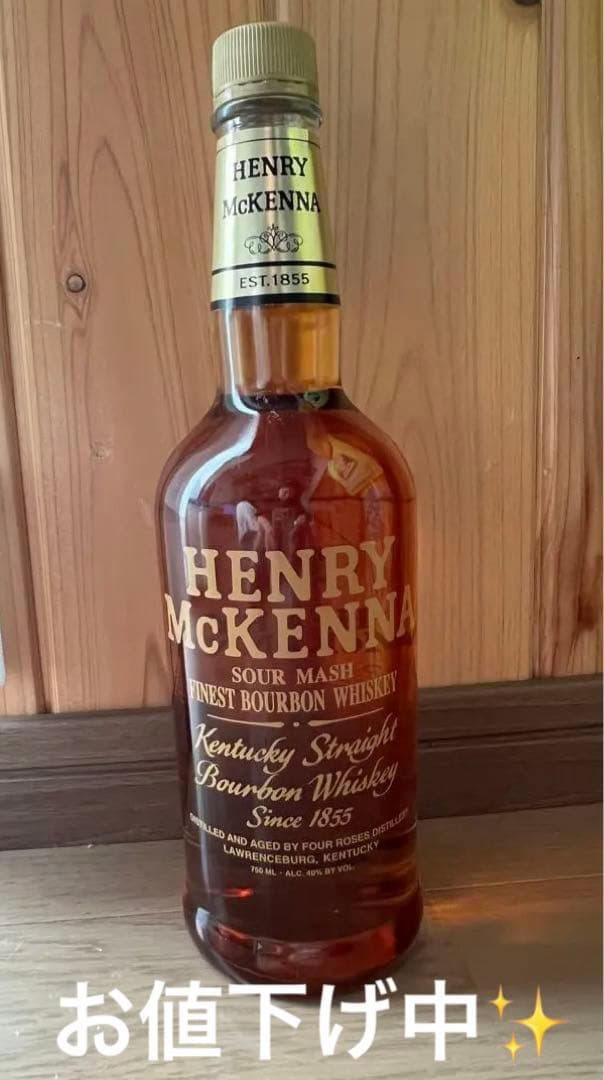 HENRY
McKENNA
EST.1855
HENRY
McKENNA
SOUR MASH
FINEST BOURBON WHISKEY
Kentucky Straight
Bourbon Whiskey
Since 1855
DISTILLED AND AGED BY FOUR ROSES DISTILLERY
LAWRENCEBURG, KENTUCKY
750 ML · ALC. 40% BY VOL.
お値下げ中✨